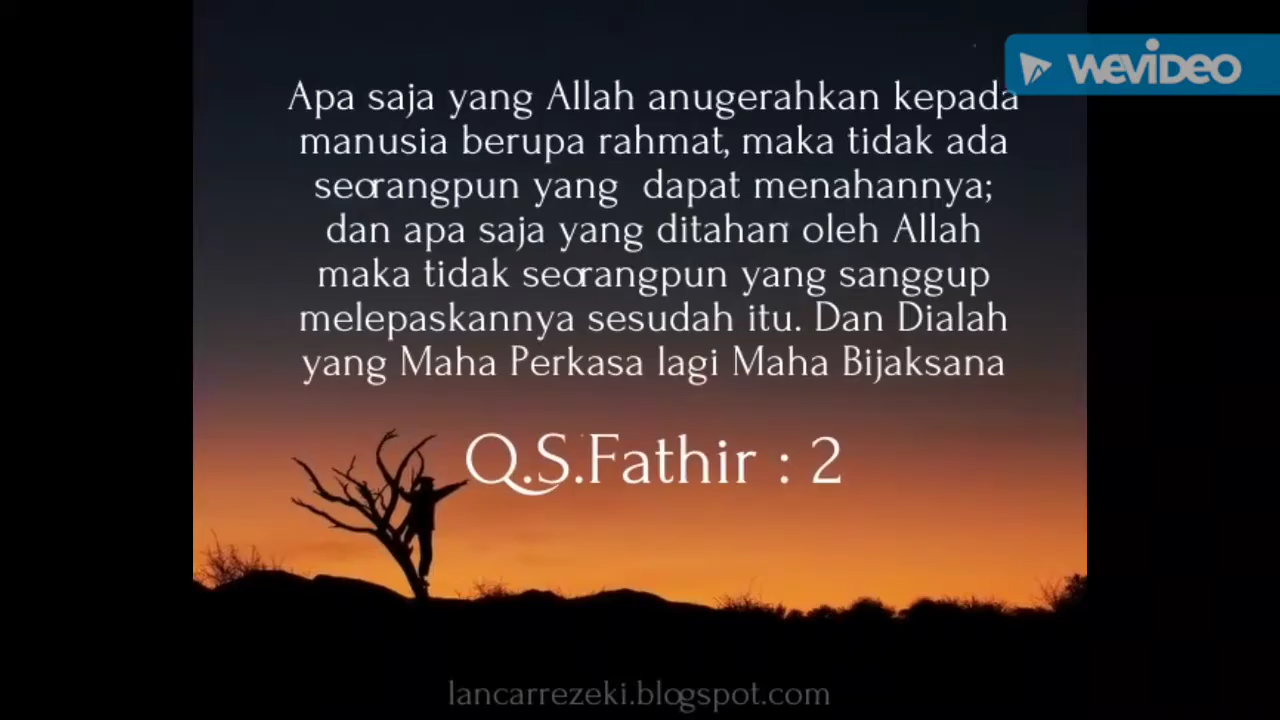 WEVIDEO
Apa saja yang Allah anugerahkan kepada
manusia berupa rahmat, maka tidak ada
seorangpun yang dapat menahannya;
dan apa saja yang ditahan oleh Allah
maka tidak seorangpun yang sanggup
melepaskannya sesudah itu. Dan Dialah
yang Maha Perkasa lagi Maha Bijaksana
Q.S.Fathir : 2
lancarrezeki.blogspot.com